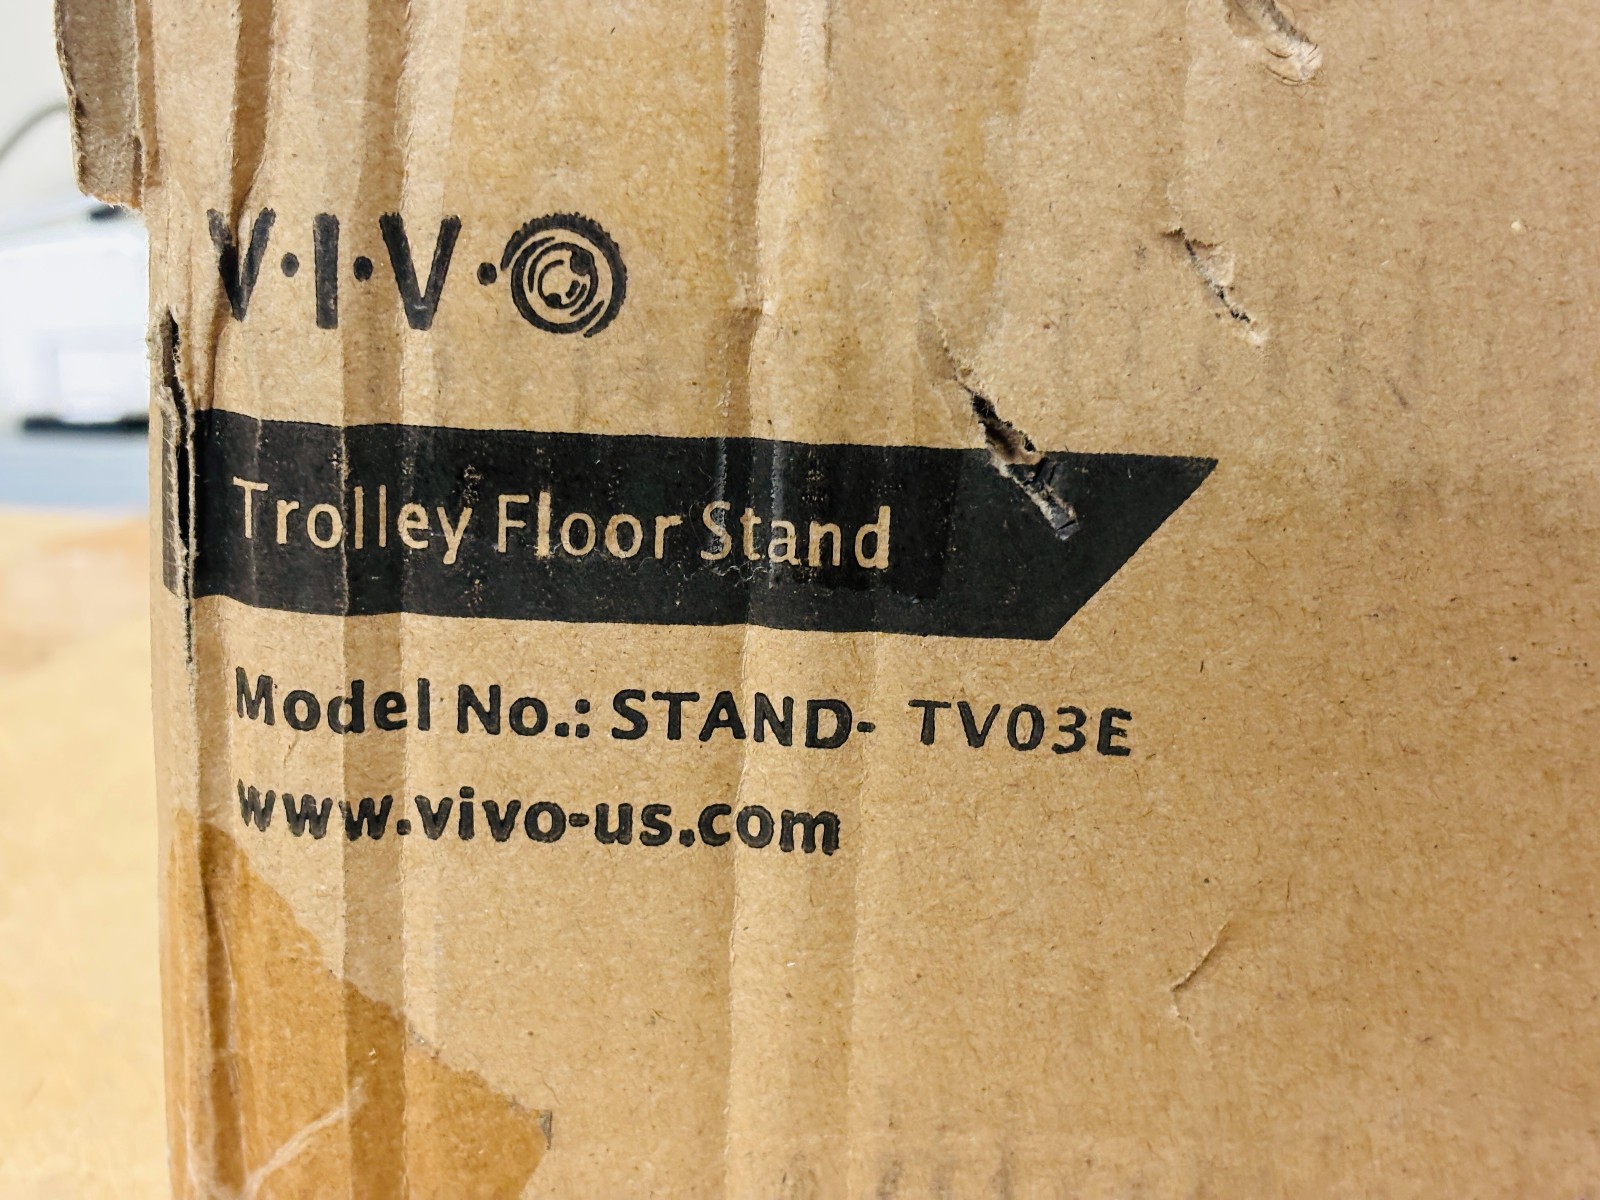 V·I·V·O
Trolley Floor Stand
Model No.: STAND- TV03E
www.vivo-us.com